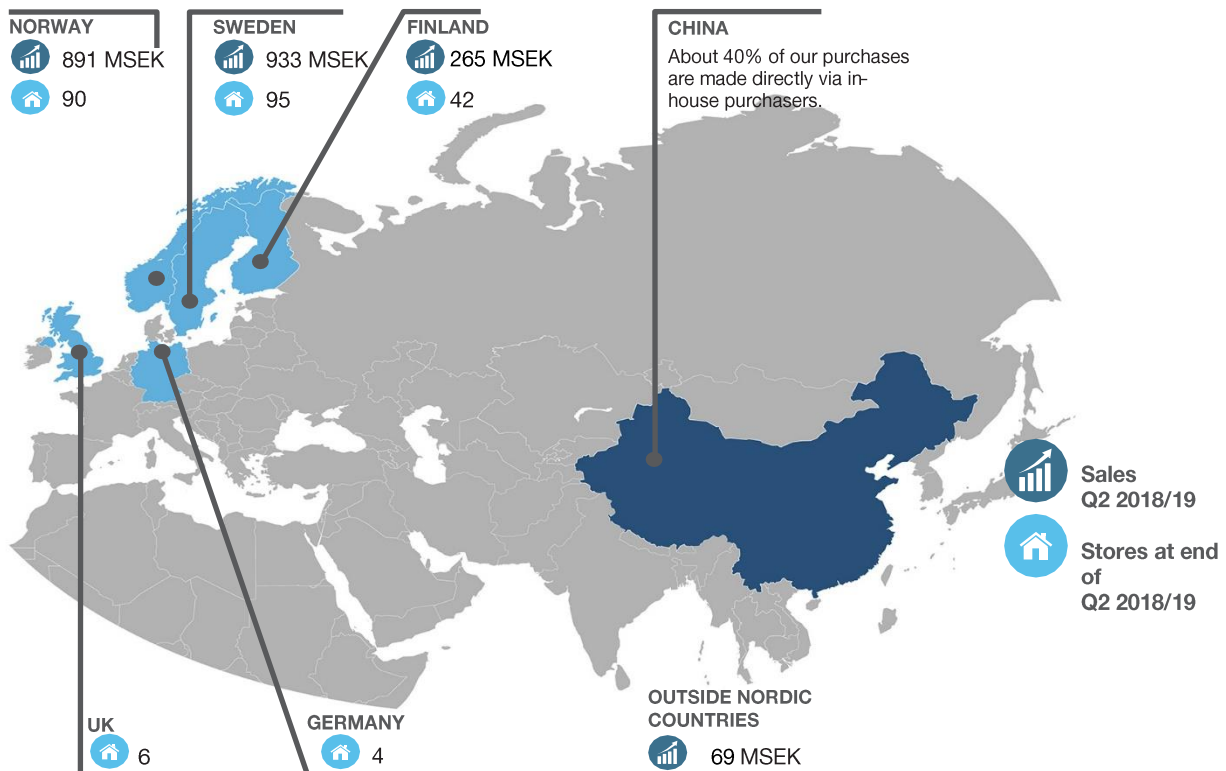 NORWAY
891 MSEK
90
SWEDEN
933 MSEK
95
FINLAND
265 MSEK
42
CHINA
About 40% of our purchases
are made directly via in-
house purchasers.
Sales
Q2 2018/19
Stores at end
of
Q2 2018/19
UK
6
GERMANY
4
OUTSIDE NORDIC
COUNTRIES
69 MSEK